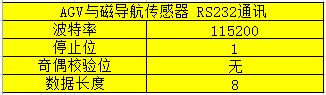 AGV与磁导航传感器 RS232通讯
波特率 115200
停止位 1
奇偶校验位 无
数据长度 8